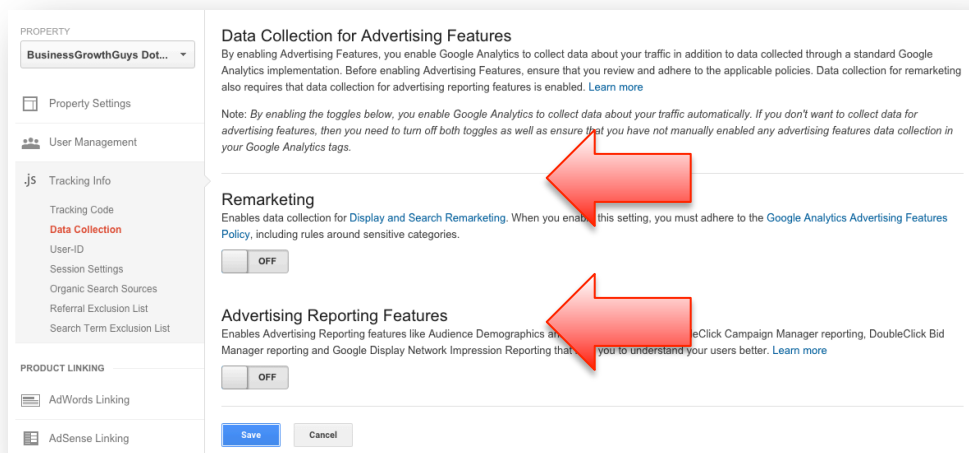 PROPERTY
BusinessGrowthGuys Dot...
Property Settings
User Management
.js Tracking Info
Tracking Code
Data Collection
User-ID
Session Settings
Organic Search Sources
Referral Exclusion List
Search Term Exclusion List
PRODUCT LINKING
AdWords Linking
AdSense Linking
Data Collection for Advertising Features
By enabling Advertising Features, you enable Google Analytics to collect data about your traffic in addition to data collected through a standard Google
Analytics implementation. Before enabling Advertising Features, ensure that you review and adhere to the applicable policies. Data collection for remarketing
also requires that data collection for advertising reporting features is enabled. Learn more
Note: By enabling the toggles below, you enable Google Analytics to collect data about your traffic automatically. If you don't want to collect data for
advertising features, then you need to turn off both toggles as well as ensure that you have not manually enabled any advertising features data collection in
your Google Analytics tags.
Remarketing
Enables data collection for Display and Search Remarketing. When you enable this setting, you must adhere to the Google Analytics Advertising Features
Policy, including rules around sensitive categories.
OFF
Advertising Reporting Features
Enables Advertising Reporting features like Audience Demographics eClick Campaign Manager reporting, DoubleClick Bid
Manager reporting and Google Display Network Impression Reporting that you to understand your users better. Learn more
OFF
Save Cancel